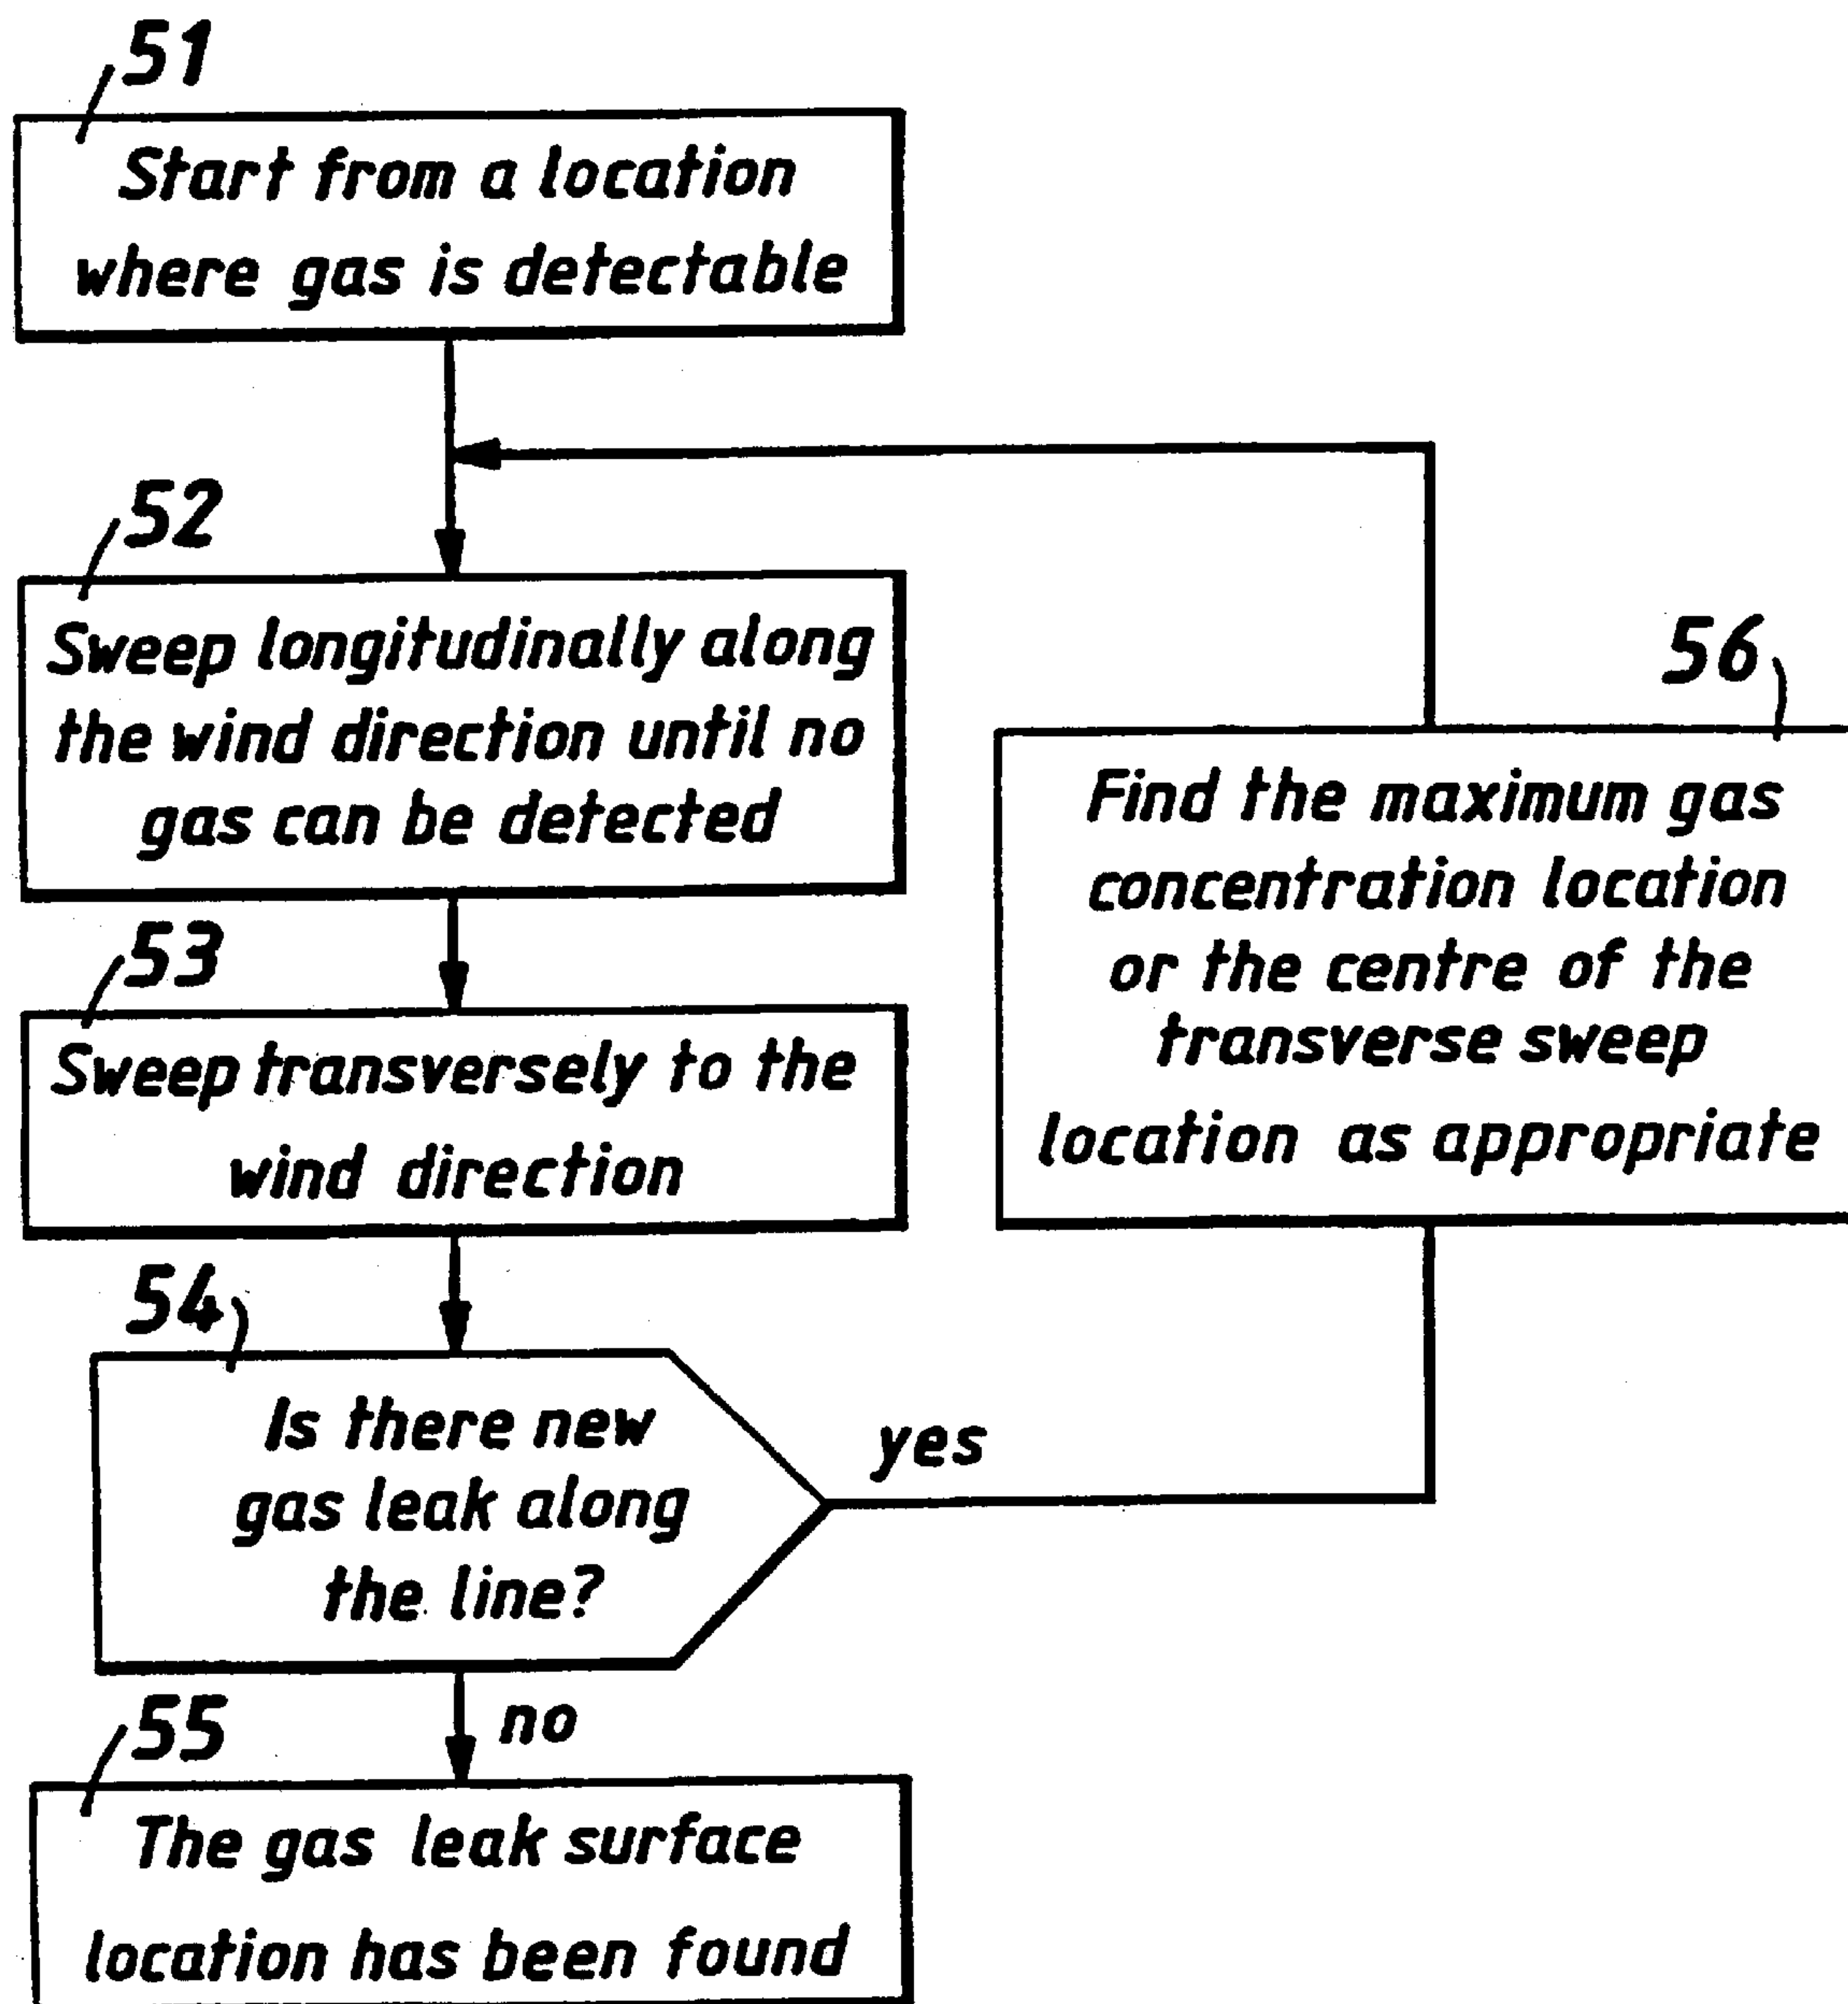 51
Start from a location
where gas is detectable
52
Sweep longitudinally along
the wind direction until no
gas can be detected
53
Sweep transversely to the
wind direction
54
Is there new
gas leak along
the line?
yes
no
55
The gas leak surface
location has been found
56
Find the maximum gas
concentration location
or the centre of the
transverse sweep
location as appropriate